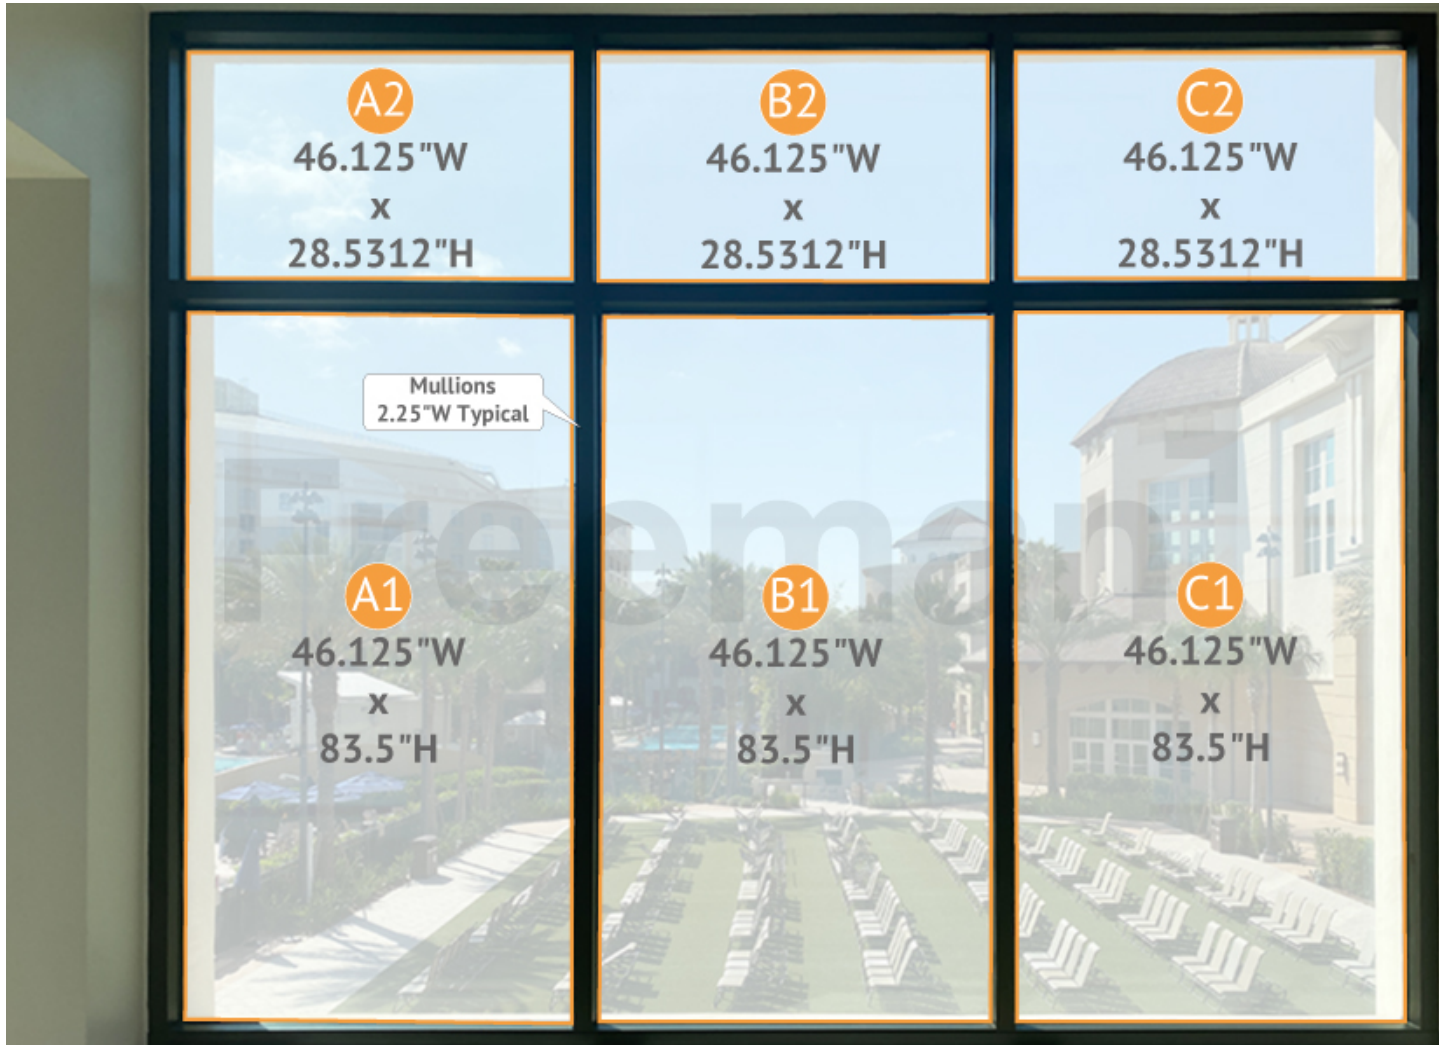 A2
46.125"W
x
28.5312"H
B2
46.125"W
x
28.5312"H
C2
46.125"W
x
28.5312"H
Mullions
2.25"W Typical
Freeman
A1
46.125"W
x
83.5"H
B1
46.125"W
x
83.5"H
C1
46.125"W
x
83.5"H